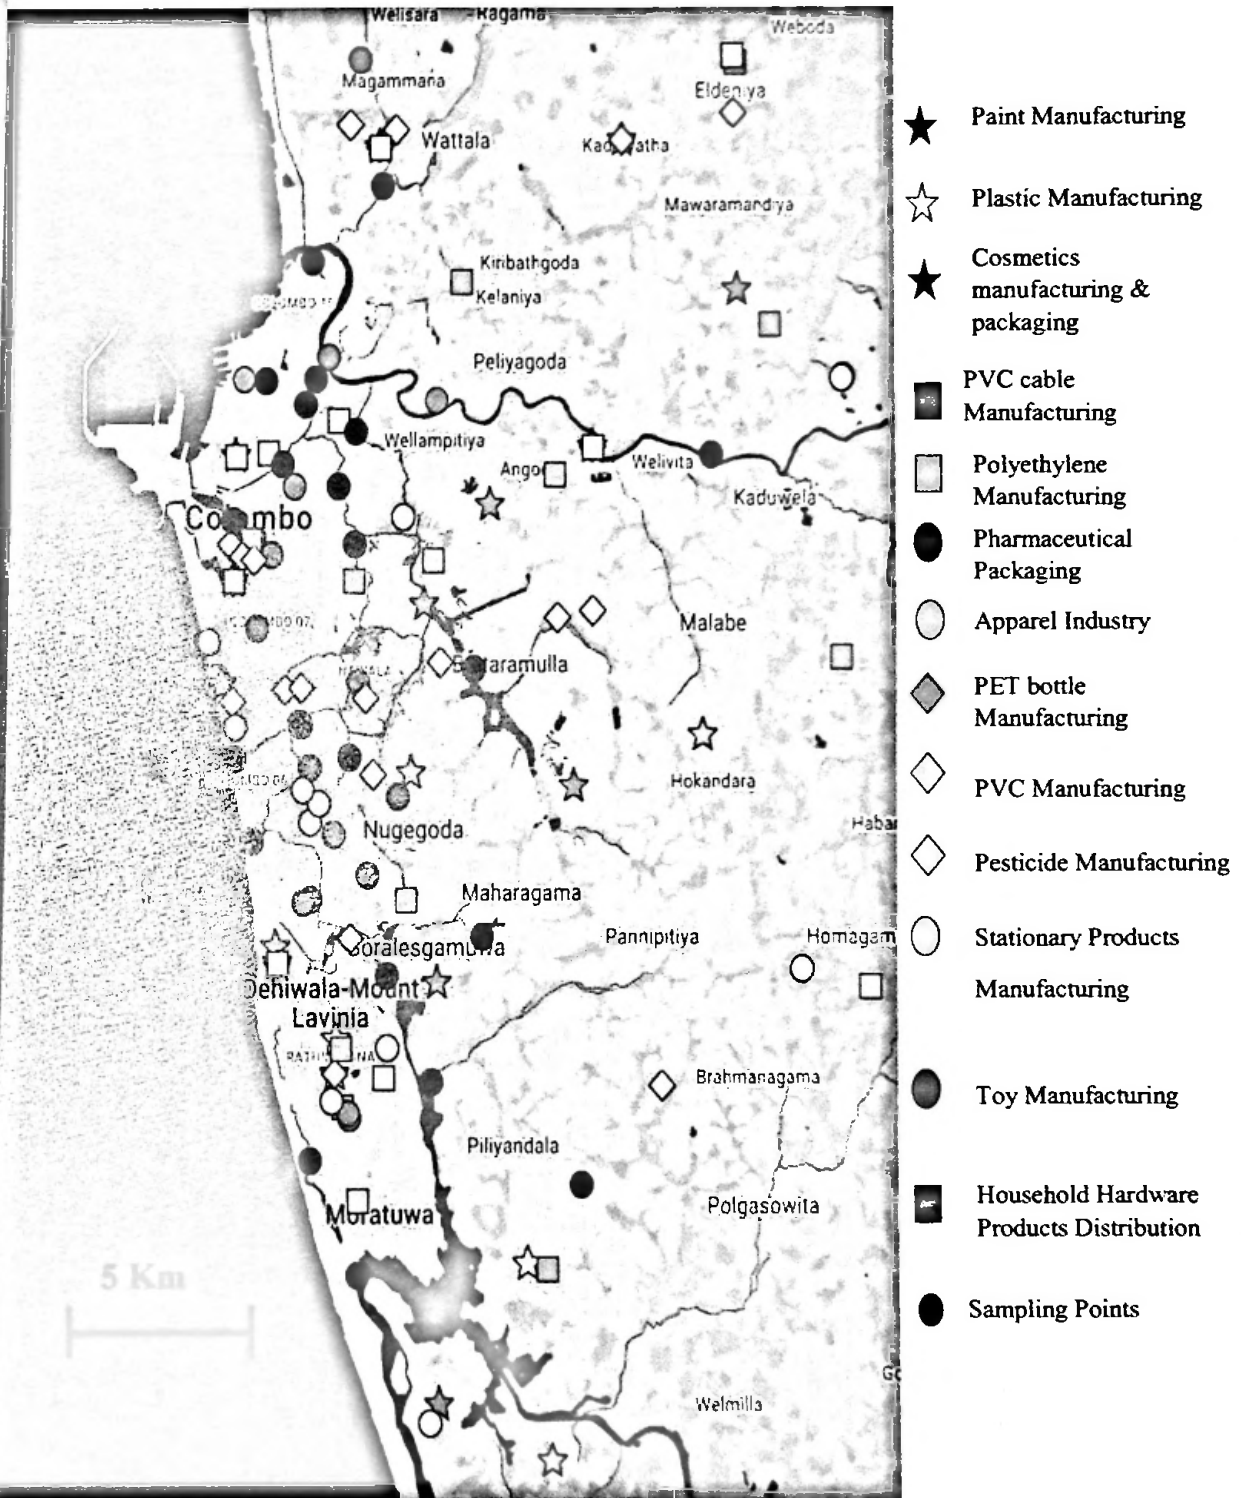 Welisara Ragama
Weboda
Magammana
Eldeniya
Wattala
Mawaramandiya
Kiribathgoda
Kelaniya
Peliyagoda
Wellampitiya
Welivita
Kaduwela
Malabe
Hokandara
Nugegoda
Maharagama
Pannipitiya
Dehiwala-Mount
Lavinia
Brahmanagama
Piliyandala
Polgasowita
Moratuwa
5 Km
Welmilla
Paint Manufacturing
Plastic Manufacturing
Cosmetics
manufacturing &
packaging
PVC cable
Manufacturing
Polyethylene
Manufacturing
Pharmaceutical
Packaging
Apparel Industry
PET bottle
Manufacturing
PVC Manufacturing
Pesticide Manufacturing
Stationary Products
Manufacturing
Toy Manufacturing
Household Hardware
Products Distribution
Sampling Points